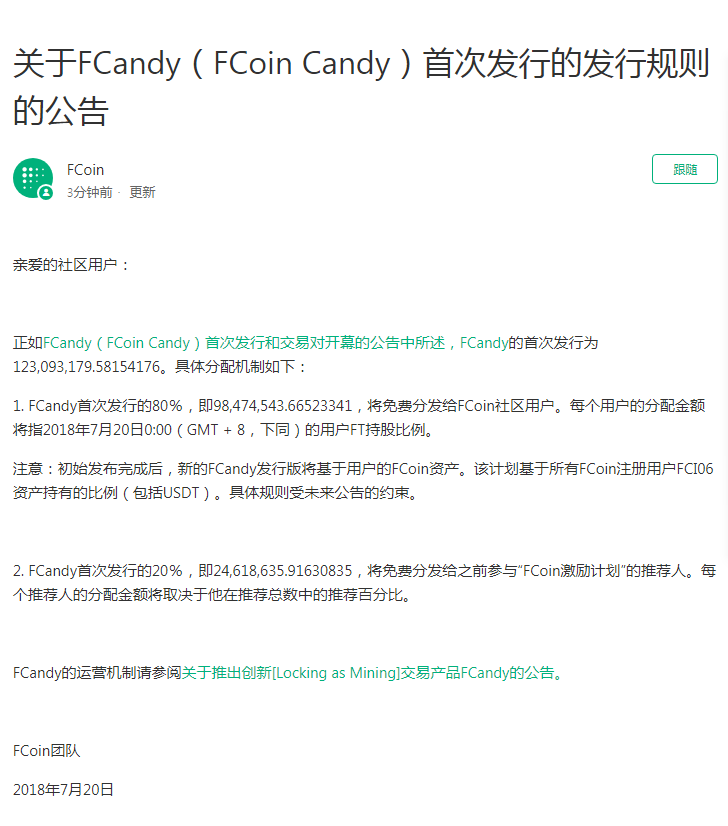 关于FCandy（FCoin Candy）首次发行的发行规则
的公告
FCoin
3分钟前 · 更新
跟随
亲爱的社区用户：
正如FCandy（FCoin Candy）首次发行和交易对开幕的公告中所述，FCandy的首次发行为
123,093,179.58154176。具体分配机制如下：
1. FCandy首次发行的80%，即98,474,543.66523341，将免费分发给FCoin社区用户。每个用户的分配金额
将指2018年7月20日0:00（GMT + 8，下同）的用户FT持股比例。
注意：初始发布完成后，新的FCandy发行版将基于用户的FCoin资产。该计划基于所有FCoin注册用户FCI06
资产持有的比例（包括USDT）。具体规则受未来公告的约束。
2. FCandy首次发行的20%，即24,618,635.91630835，将免费分发给之前参与“FCoin激励计划”的推荐人。每
个推荐人的分配金额将取决于他在推荐总数中的推荐百分比。
FCandy的运营机制请参阅关于推出创新[Locking as Mining]交易产品FCandy的公告。
FCoin团队
2018年7月20日